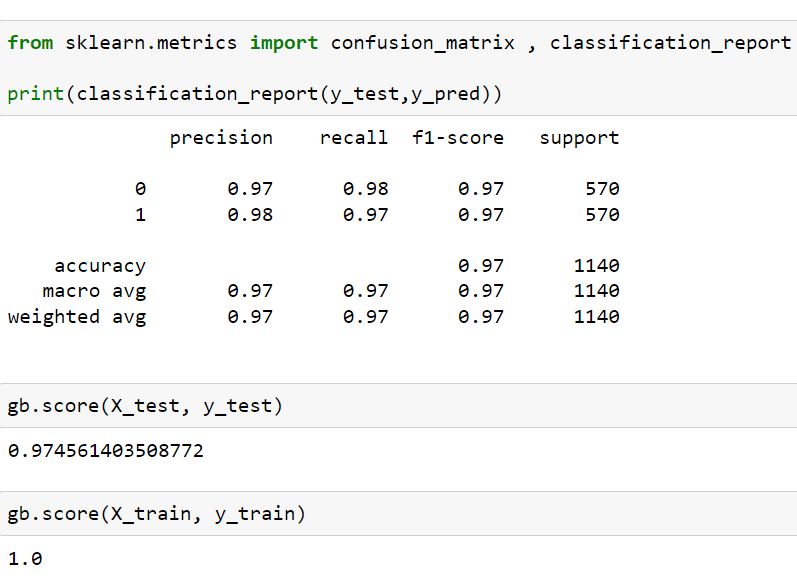 from sklearn.metrics import confusion_matrix , classification_report
print(classification_report(y_test,y_pred))
precision recall f1-score support
0 0.97 0.98 0.97 570
1 0.98 0.97 0.97 570
accuracy 0.97 1140
macro avg 0.97 0.97 0.97 1140
weighted avg 0.97 0.97 0.97 1140
gb.score(X_test, y_test)
0.974561403508772
gb.score(X_train, y_train)
1.0